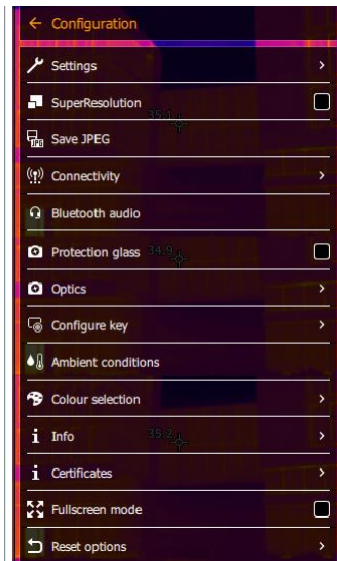 Configuration
Settings
SuperResolution
35.1
Save JPEG
JPG
Connectivity
Bluetooth audio
Protection glass
34.9
Optics
Configure key
Ambient conditions
Colour selection
Info
35.2
Certificates
Fullscreen mode
Reset options